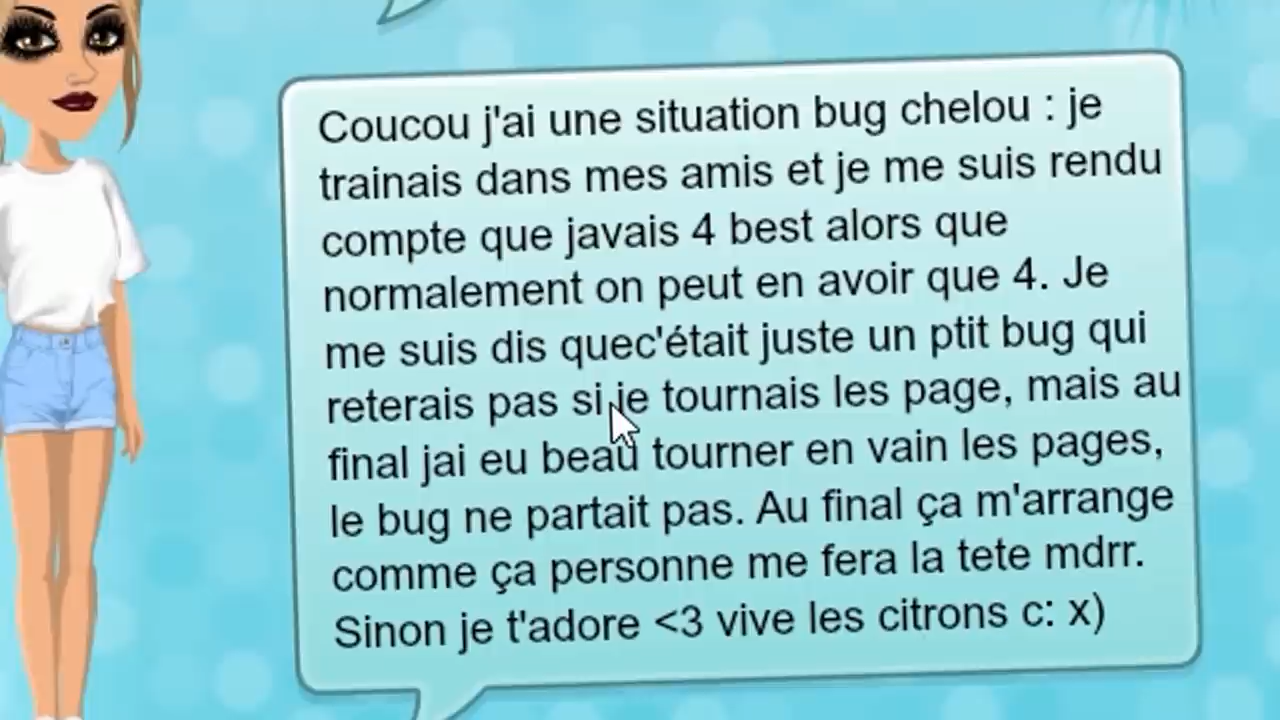 Coucou j'ai une situation bug chelou : je
trainais dans mes amis et je me suis rendu
compte que javais 4 best alors que
normalement on peut en avoir que 4. Je
me suis dis quec'était juste un ptit bug qui
reterais pas si je tournais les page, mais au
final jai eu beau tourner en vain les pages,
le bug ne partait pas. Au final ça m'arrange
comme ça personne me fera la tete mdrr.
Sinon je t'adore <3 vive les citrons c: x)